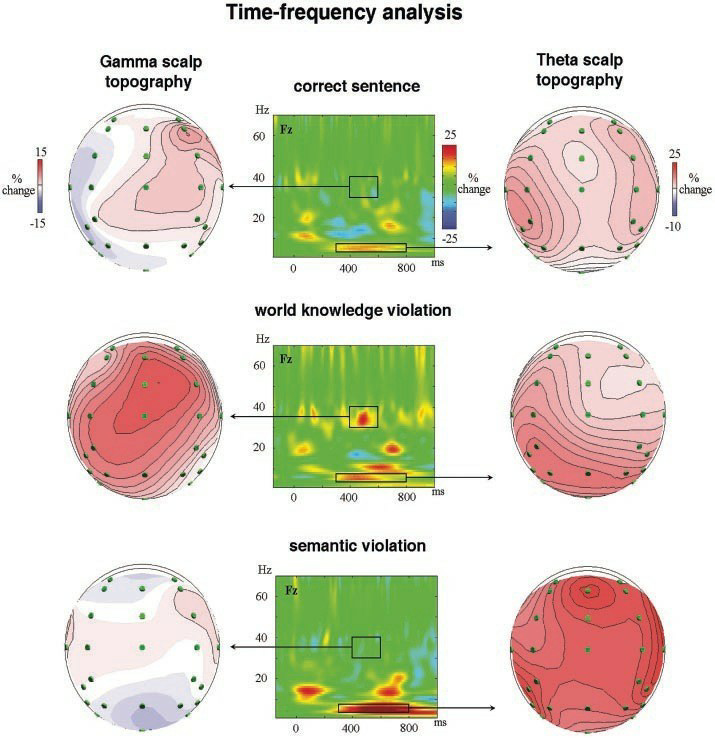 Time-frequency analysis
Gamma scalp
topography
correct sentence
Theta scalp
topography
15
%
change
-15
Hz
60
40
20
Fz
0
400
800
ms
25
%
change
-25
25
%
change
-10
world knowledge violation
Hz
60
40
20
Fz
0
400
800
ms
semantic violation
Hz
60
40
20
Fz
0
400
800
ms